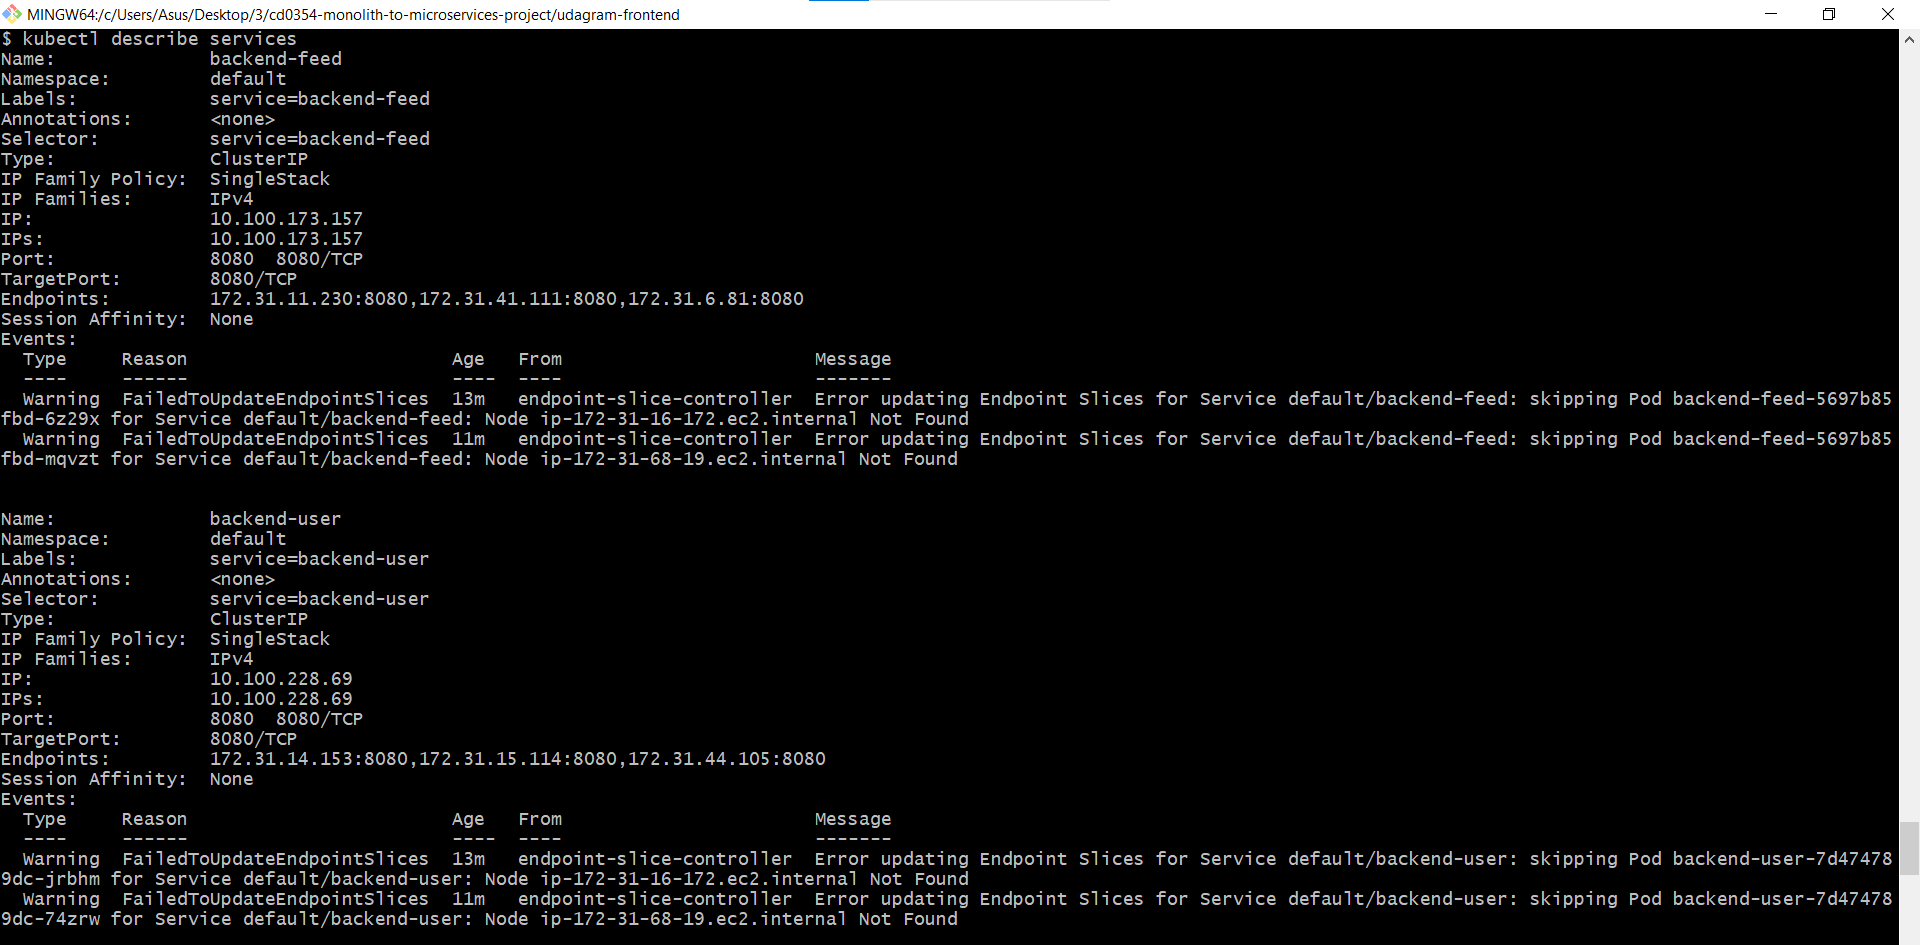 MINGW64:/c/Users/Asus/Desktop/3/cd0354-monolith-to-microservices-project/udagram-frontend
$ kubectl describe services
Name:              backend-feed
Namespace:         default
Labels:            service=backend-feed
Annotations:       <none>
Selector:          service=backend-feed
Type:              ClusterIP
IP Family Policy:  SingleStack
IP Families:       IPv4
IP:                10.100.173.157
IPs:               10.100.173.157
Port:              8080  8080/TCP
TargetPort:        8080/TCP
Endpoints:         172.31.11.230:8080,172.31.41.111:8080,172.31.6.81:8080
Session Affinity:  None
Events:
  Type     Reason                        Age   From                       Message
  ----     ------                        ----  ----                       -------
  Warning  FailedToUpdateEndpointSlices  13m   endpoint-slice-controller  Error updating Endpoint Slices for Service default/backend-feed: skipping Pod backend-feed-5697b85
fbd-6z29x for Service default/backend-feed: Node ip-172-31-16-172.ec2.internal Not Found
  Warning  FailedToUpdateEndpointSlices  11m   endpoint-slice-controller  Error updating Endpoint Slices for Service default/backend-feed: skipping Pod backend-feed-5697b85
fbd-mqvzt for Service default/backend-feed: Node ip-172-31-68-19.ec2.internal Not Found
Name:              backend-user
Namespace:         default
Labels:            service=backend-user
Annotations:       <none>
Selector:          service=backend-user
Type:              ClusterIP
IP Family Policy:  SingleStack
IP Families:       IPv4
IP:                10.100.228.69
IPs:               10.100.228.69
Port:              8080  8080/TCP
TargetPort:        8080/TCP
Endpoints:         172.31.14.153:8080,172.31.15.114:8080,172.31.44.105:8080
Session Affinity:  None
Events:
  Type     Reason                        Age   From                       Message
  ----     ------                        ----  ----                       -------
  Warning  FailedToUpdateEndpointSlices  13m   endpoint-slice-controller  Error updating Endpoint Slices for Service default/backend-user: skipping Pod backend-user-7d47478
9dc-jrbhm for Service default/backend-user: Node ip-172-31-16-172.ec2.internal Not Found
  Warning  FailedToUpdateEndpointSlices  11m   endpoint-slice-controller  Error updating Endpoint Slices for Service default/backend-user: skipping Pod backend-user-7d47478
9dc-74zrw for Service default/backend-user: Node ip-172-31-68-19.ec2.internal Not Found